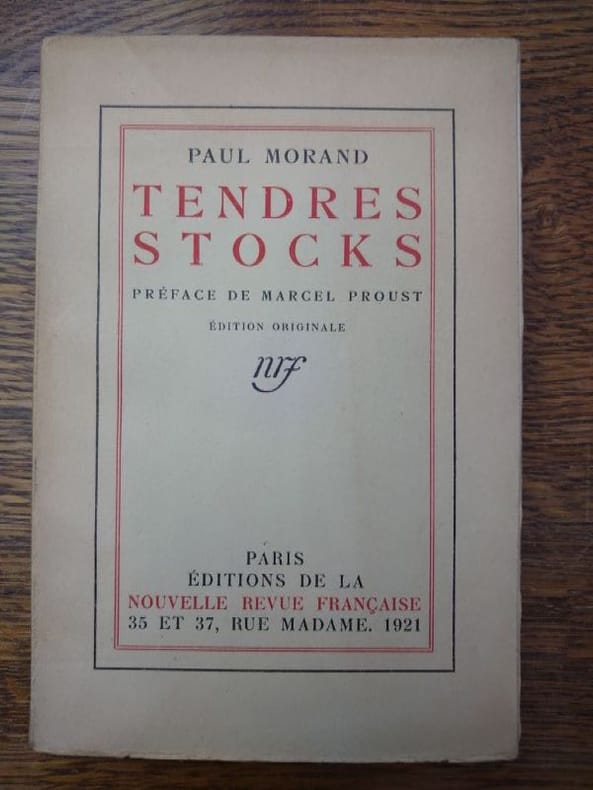 PAUL MORAND
TENDRES
STOCKS
PRÉFACE DE MARCEL PROUST
ÉDITION ORIGINALE
nrf
PARIS
ÉDITIONS DE LA
NOUVELLE REVUE FRANÇAISE
35 ET 37, RUE MADAME. 1921